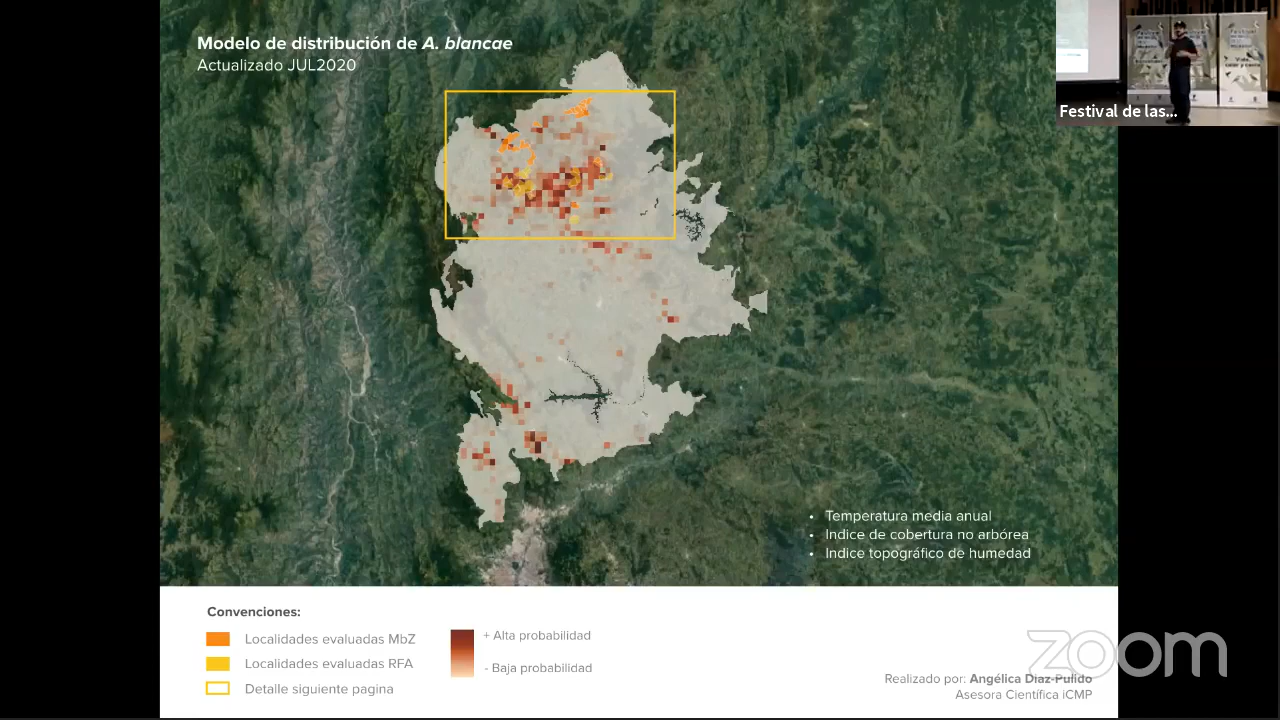 Modelo de distribución de A. blancae
Actualizado JUL2020
Festival de las...
• Temperatura media anual
• Indice de cobertura no arbórea
• Indice topográfico de humedad
Convenciones:
Localidades evaluadas MbZ
Localidades evaluadas RFA
Detalle siguiente pagina
+ Alta probabilidad
- Baja probabilidad
zoom
Realizado por: Angélica Diaz-Pulido
Asesora Científica iCMP